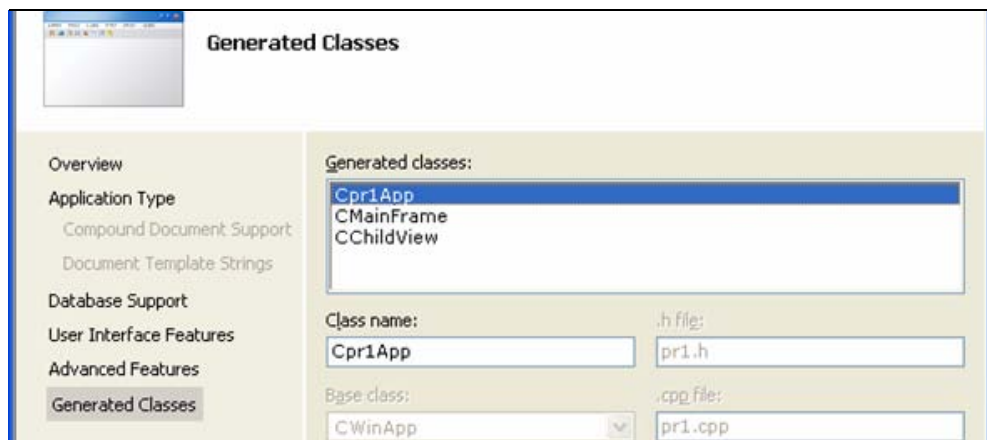 Generated Classes
Overview
Application Type
Compound Document Support
Document Template Strings
Database Support
User Interface Features
Advanced Features
Generated Classes
Generated classes:
Cpr1App
CMainFrame
CChildView
Class name:
.h file:
Cpr1App
pr1.h
Base class:
.cpp file:
CWinApp
pr1.cpp